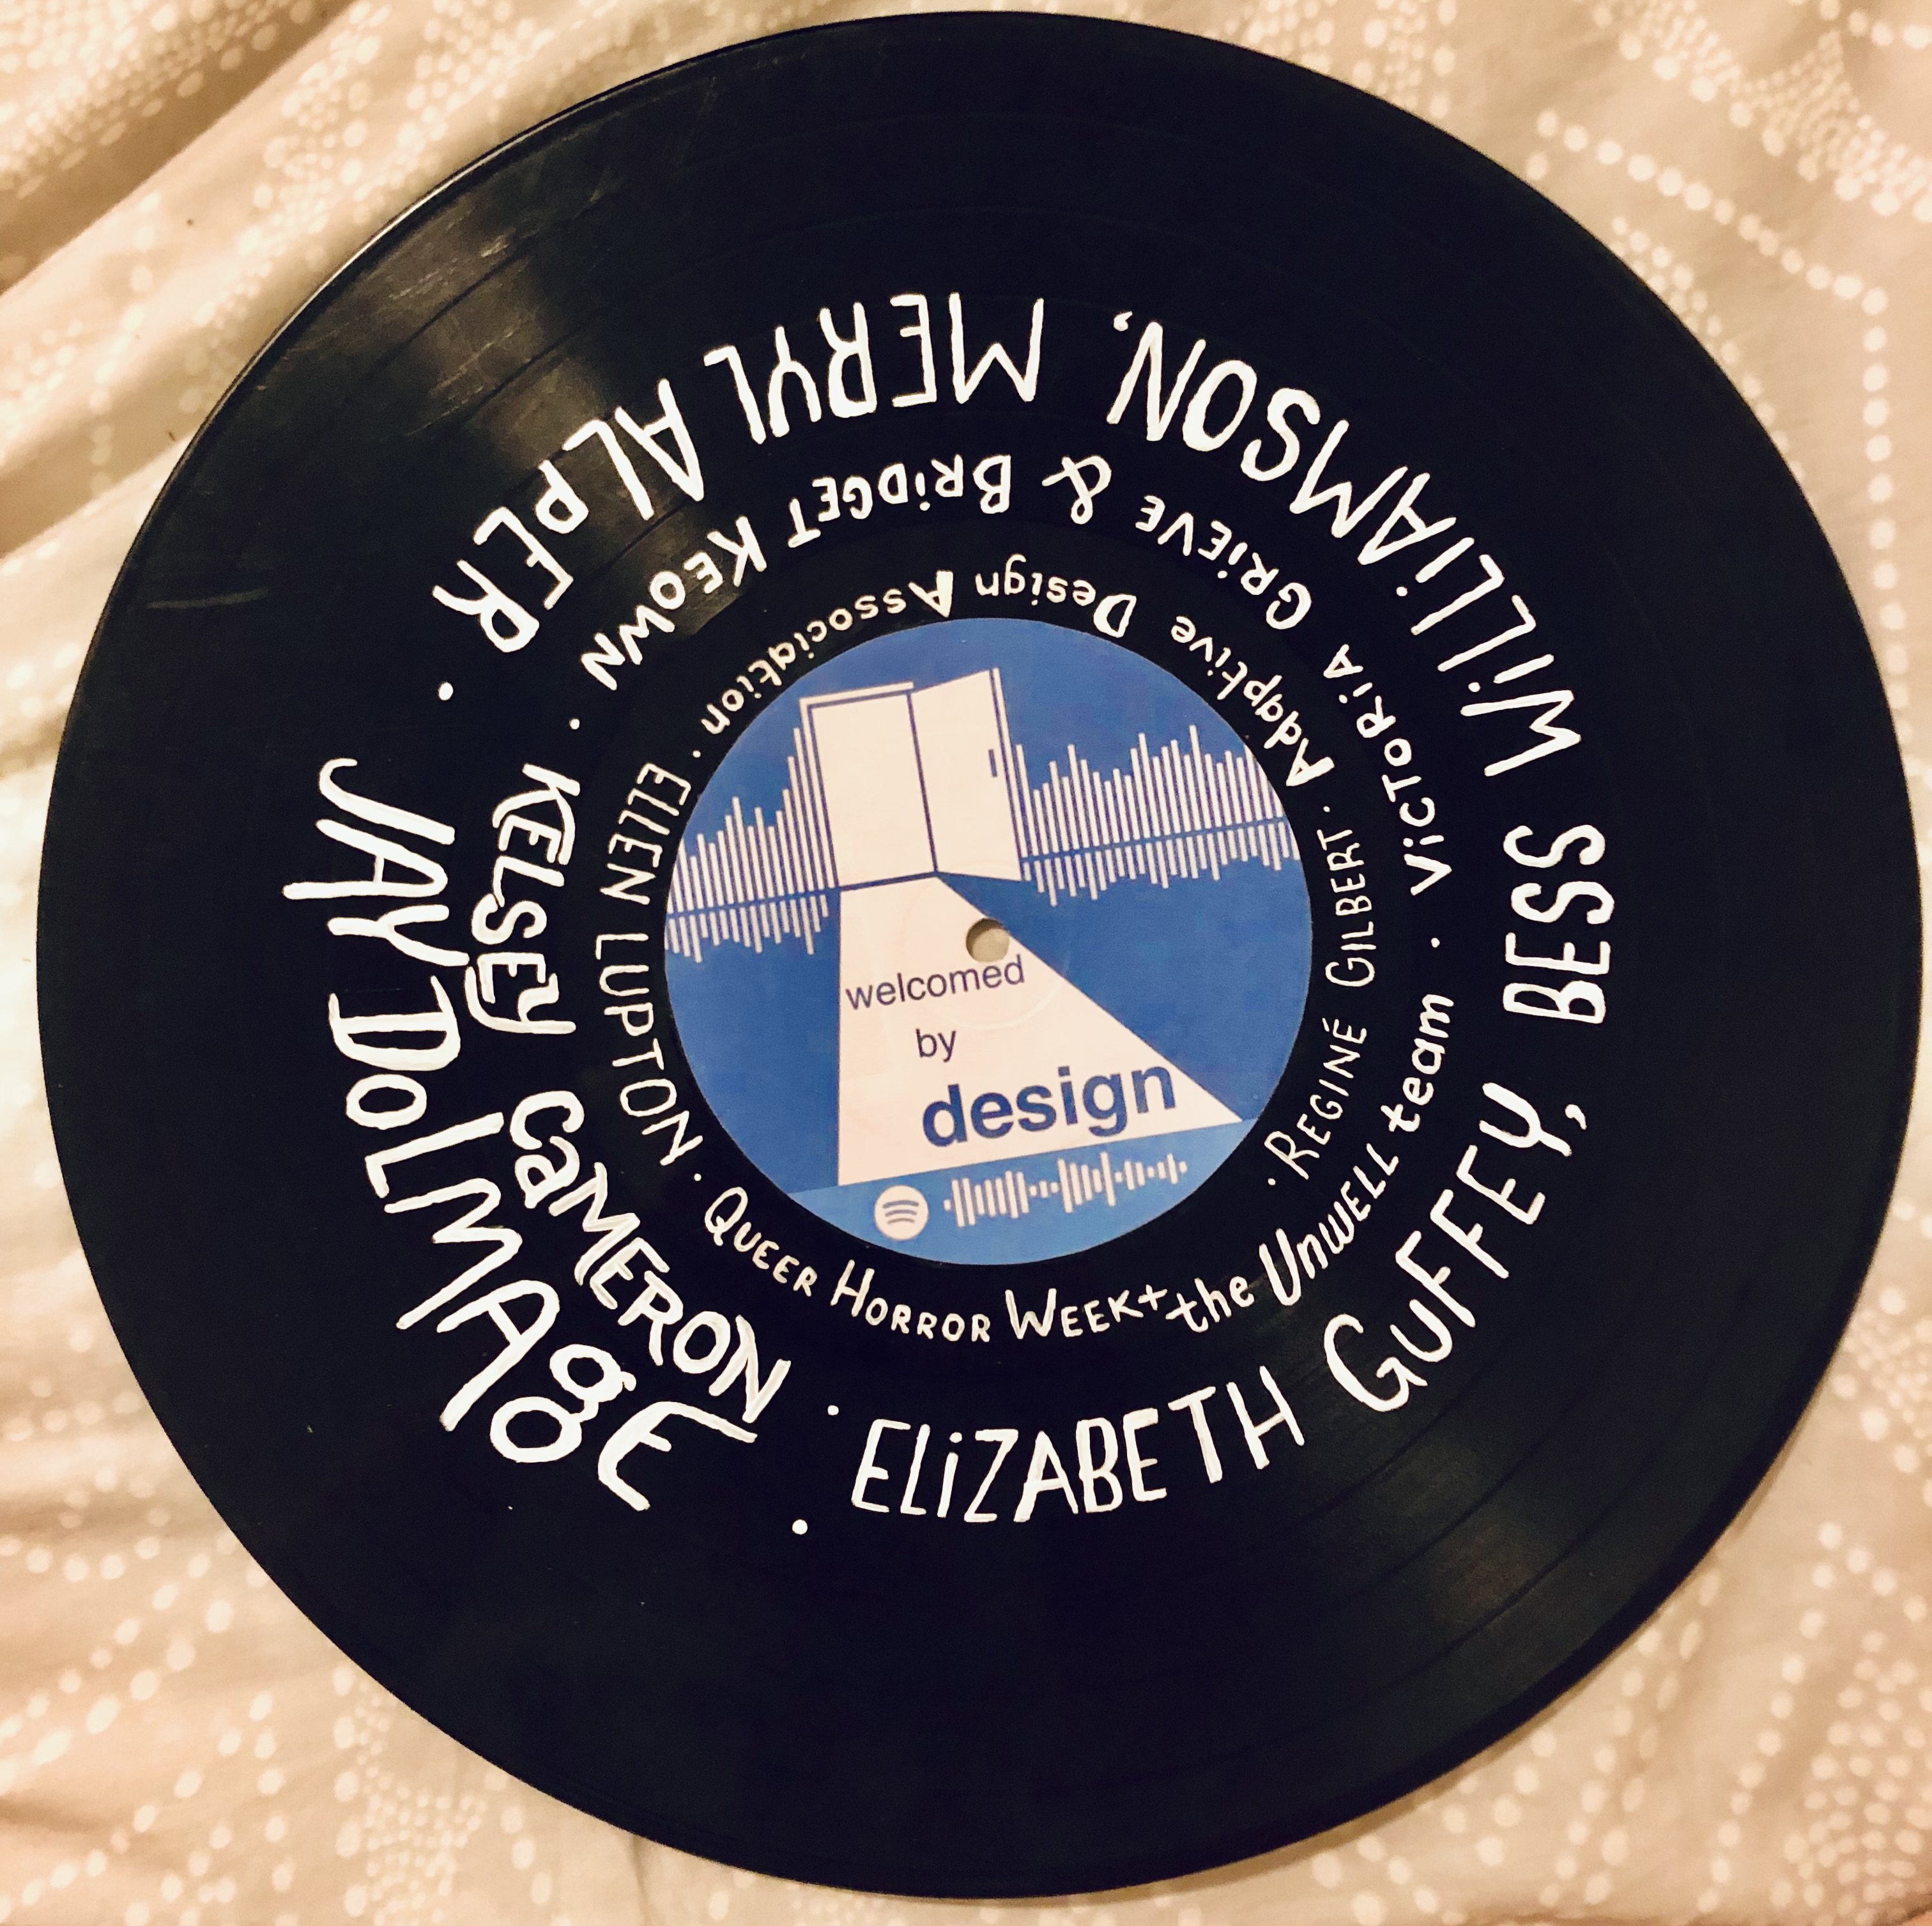 welcomed
by
design
JAY DOLMAgE
· ELiZABETH GUFFEY, BESS WiLLiAMSON, MERYL ALPER ·
KELSEY CaMERON ·
QUEER HORROR WEEK + the UnWELL team · ViCTORiA GRiEVE & BRiDGET KEOWN ·
ELLEN LUPTON ·
· REGINÉ GILBERT · Adaptive Design Association ·